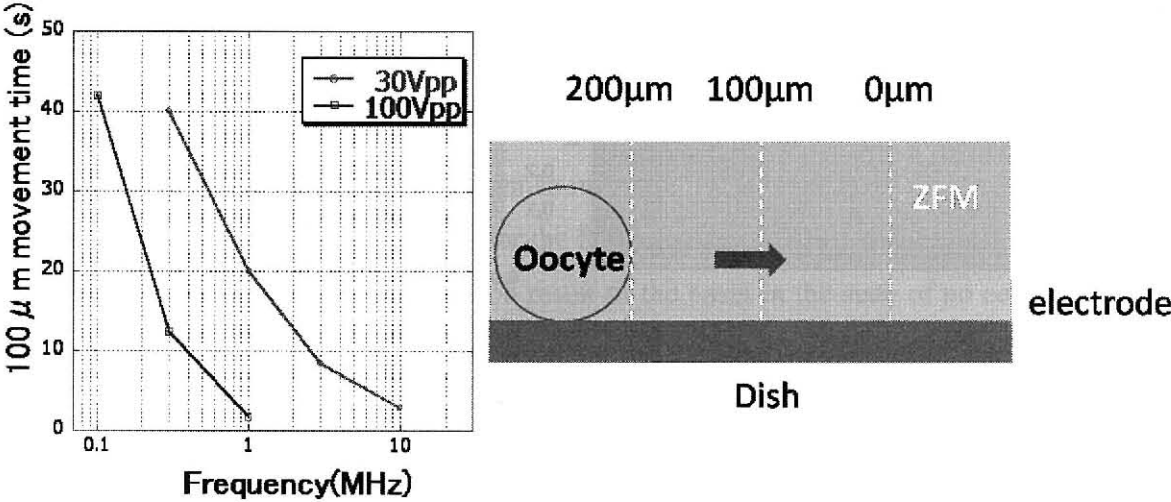 100 μ m movement time (s)
50
40
30
20
10
0
0.1
1
10
Frequency(MHz)
30Vpp
100Vpp
200μm 100μm 0μm
ZFM
Oocyte
electrode
Dish